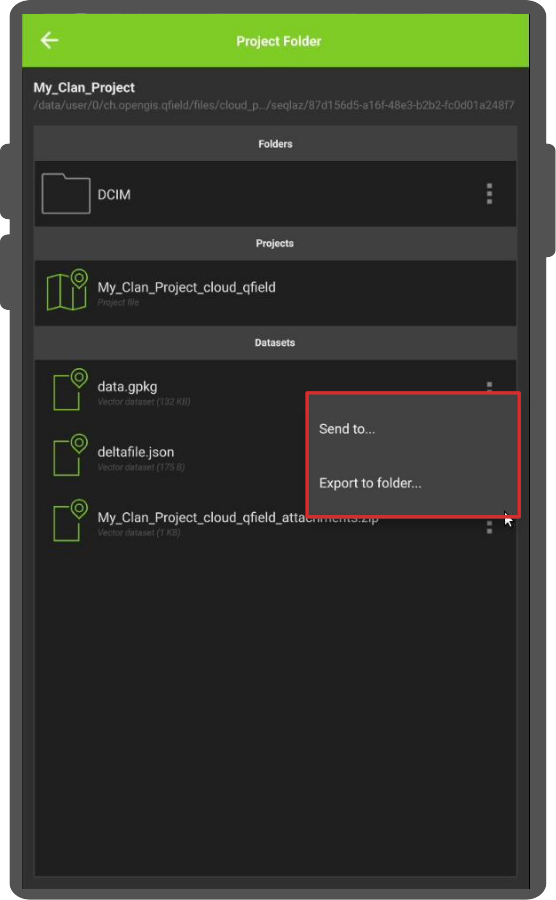 Project Folder
My_Clan_Project
/data/user/0/ch.opengis.qfield/files/cloud_p.../seqlaz/87d156d5-a16f-48e3-b2b2-fc0d01a248f7
Folders
DCIM
Projects
My_Clan_Project_cloud_qfield
Project file
Datasets
data.gpkg
Vector dataset (132 KB)
Send to...
deltafile.json
Vector dataset (175 B)
Export to folder...
My_Clan_Project_cloud_qfield_attachments.zip
Vector dataset (1 KB)